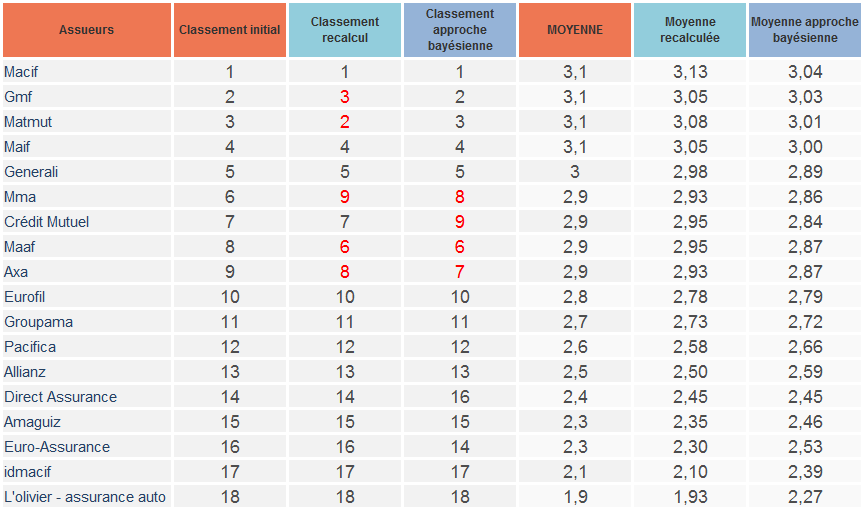 Assueurs Classement initial Classement recalcul Classement approche bayésienne MOYENNE Moyenne recalculée Moyenne approche bayésienne
Macif 1 1 1 3,1 3,13 3,04
Gmf 2 3 2 3,1 3,05 3,03
Matmut 3 2 3 3,1 3,08 3,01
Maif 4 4 4 3,1 3,05 3,00
Generali 5 5 5 3 2,98 2,89
Mma 6 9 8 2,9 2,93 2,86
Crédit Mutuel 7 7 9 2,9 2,95 2,84
Maaf 8 6 6 2,9 2,95 2,87
Axa 9 8 7 2,9 2,93 2,87
Eurofil 10 10 10 2,8 2,78 2,79
Groupama 11 11 11 2,7 2,73 2,72
Pacifica 12 12 12 2,6 2,58 2,66
Allianz 13 13 13 2,5 2,50 2,59
Direct Assurance 14 14 16 2,4 2,45 2,45
Amaguiz 15 15 15 2,3 2,35 2,46
Euro-Assurance 16 16 14 2,3 2,30 2,53
idmacif 17 17 17 2,1 2,10 2,39
L'olivier - assurance auto 18 18 18 1,9 1,93 2,27